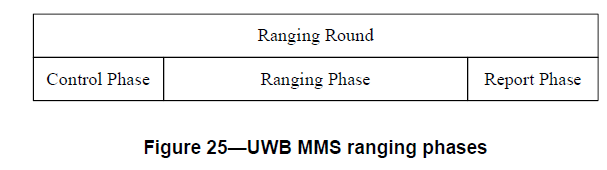 Ranging Round
Control Phase Ranging Phase Report Phase
Figure 25—UWB MMS ranging phases